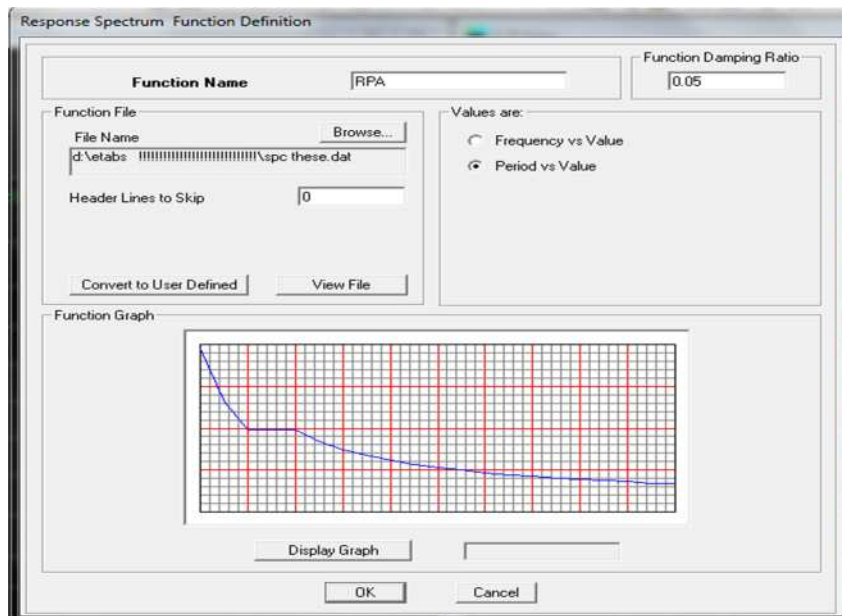 Response Spectrum Function Definition
Function Name
RPA
Function Damping Ratio
0.05
Function File
File Name
Browse...
d:\etabs !!!!!!!!!!!!!!!!!!!!!!!!!!!!!\spc these.dat
Header Lines to Skip
0
Convert to User Defined
View File
Values are:
Frequency vs Value
Period vs Value
Function Graph
Display Graph
OK
Cancel